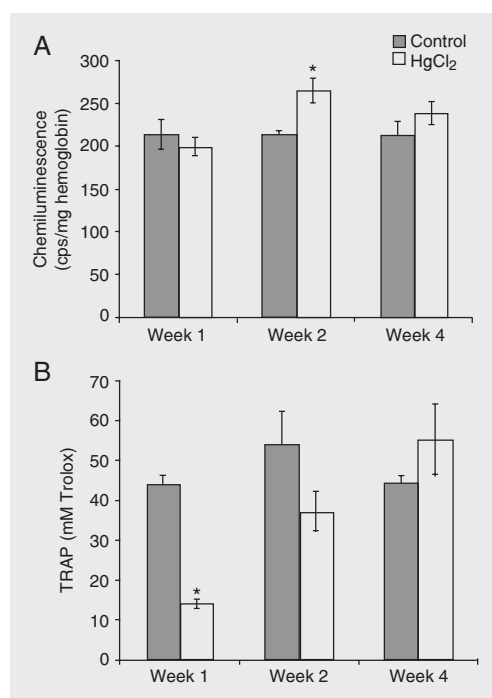 A
Control
HgCl₂
Chemiluminescence
(cps/mg hemoglobin)
300
250
200
150
100
50
0
*
Week 1
Week 2
Week 4
B
TRAP (mM Trolox)
70
60
50
40
30
20
10
0
*
Week 1
Week 2
Week 4